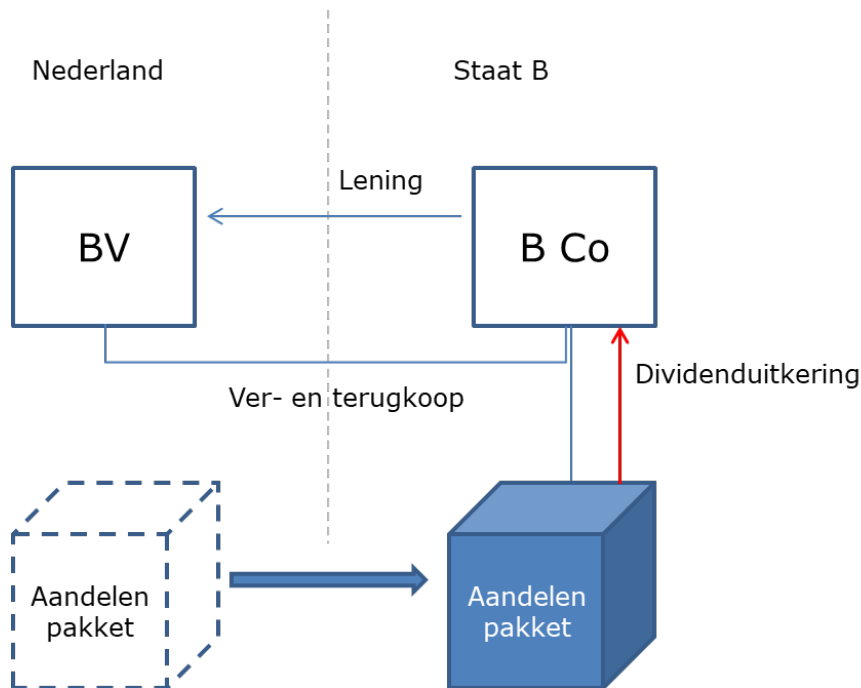 Nederland
Staat B
Lening
BV
B Co
Ver- en terugkoop
Dividenduitkering
Aandelen
pakket
Aandelen
pakket